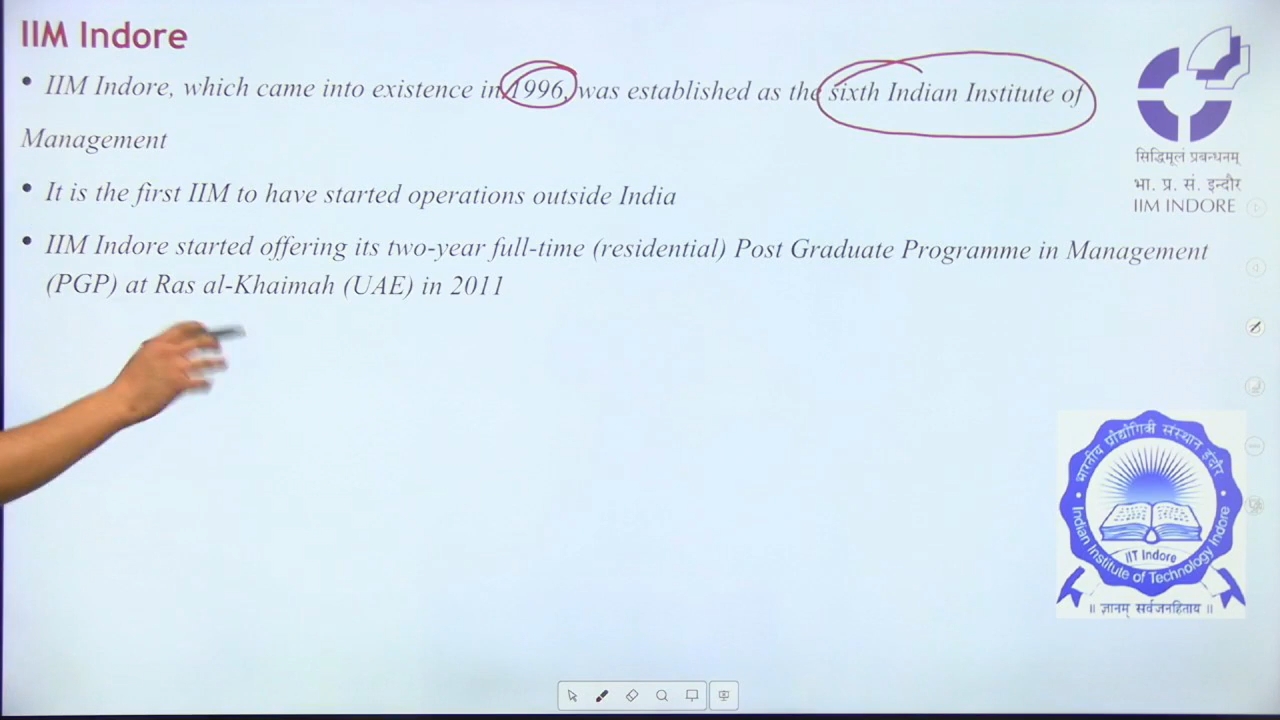 IIM Indore
• IIM Indore, which came into existence in 1996, was established as the sixth Indian Institute of
Management
• It is the first IIM to have started operations outside India
• IIM Indore started offering its two-year full-time (residential) Post Graduate Programme in Management
(PGP) at Ras al-Khaimah (UAE) in 2011
सिद्धिमूलं प्रबन्धनम्
भा. प्र. सं. इन्दौर
IIM INDORE
भारतीय प्रौद्योगिकी संस्थान इंदौर
IIT Indore
Indian Institute of Technology Indore
॥ ज्ञानम् सर्वजनहिताय ॥